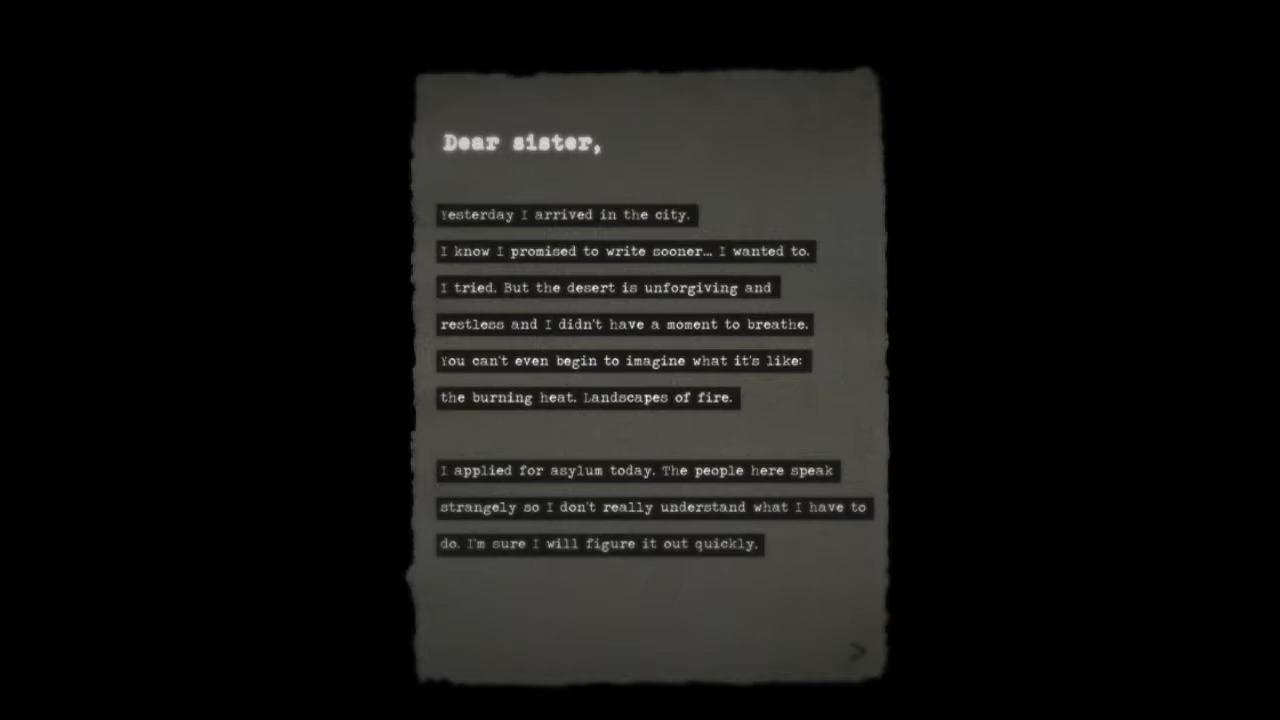 Dear sister,
Yesterday I arrived in the city.
I know I promised to write sooner... I wanted to.
I tried. But the desert is unforgiving and
restless and I didn't have a moment to breathe.
You can't even begin to imagine what it's like:
the burning heat. Landscapes of fire.
I applied for asylum today. The people here speak
strangely so I don't really understand what I have to
do. I'm sure I will figure it out quickly.
>